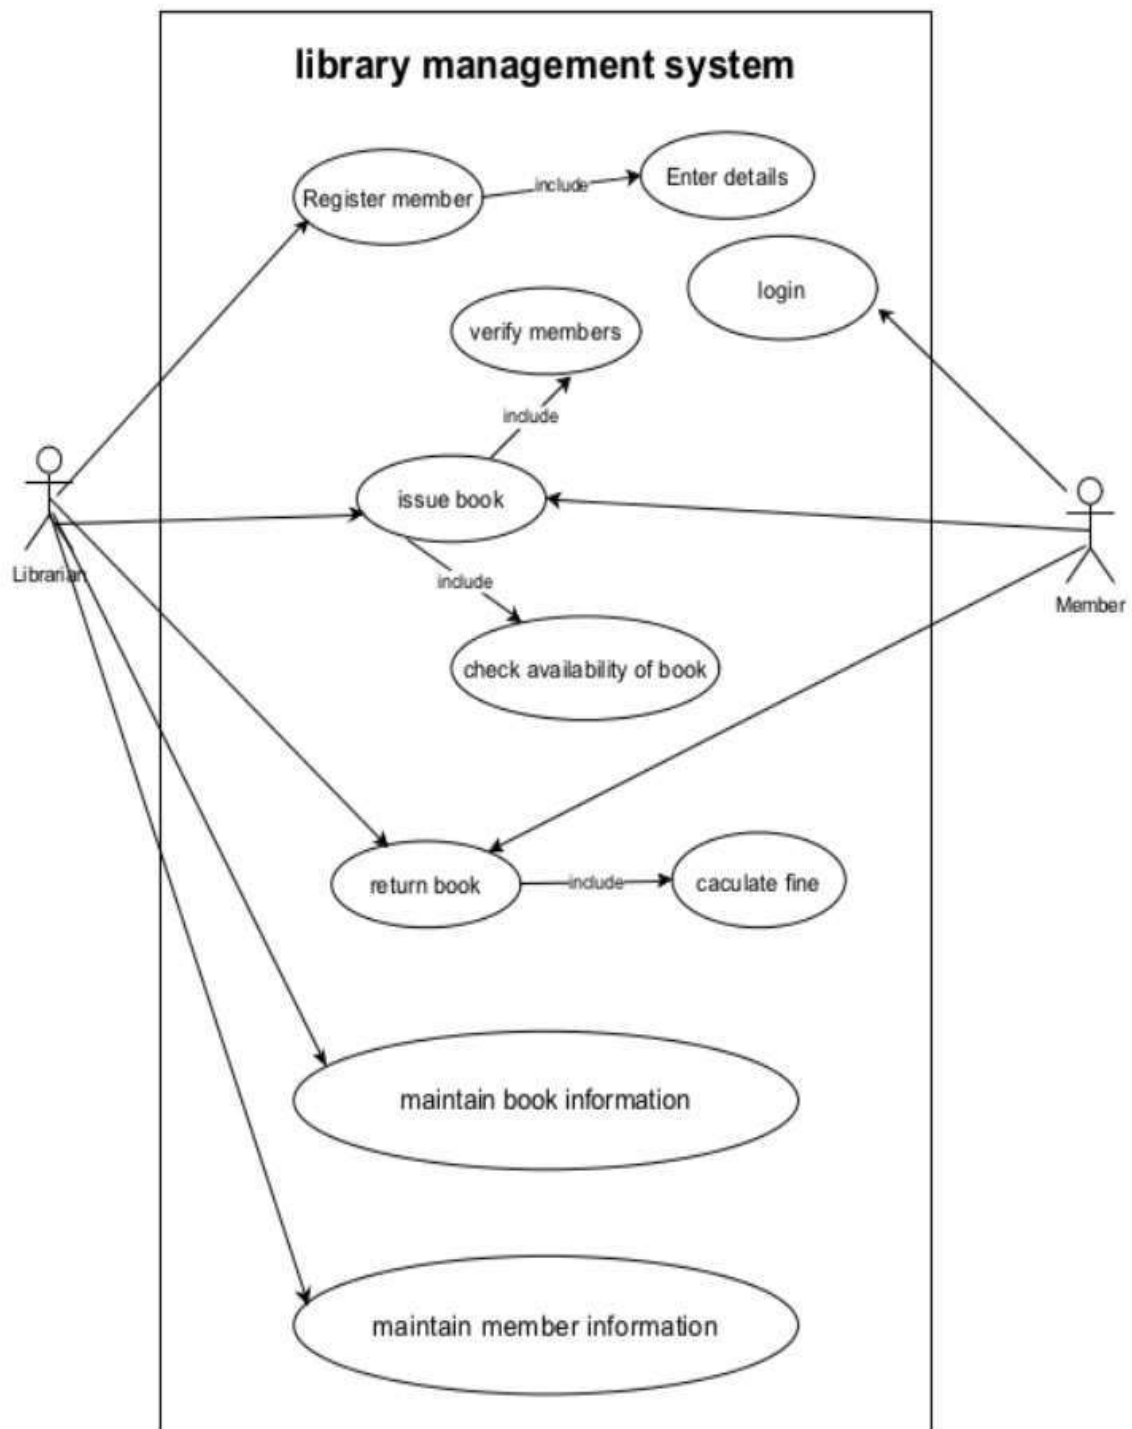 library management system
Register member
include
Enter details
login
verify members
include
issue book
include
check availability of book
Librarian
Member
return book
include
caculate fine
maintain book information
maintain member information